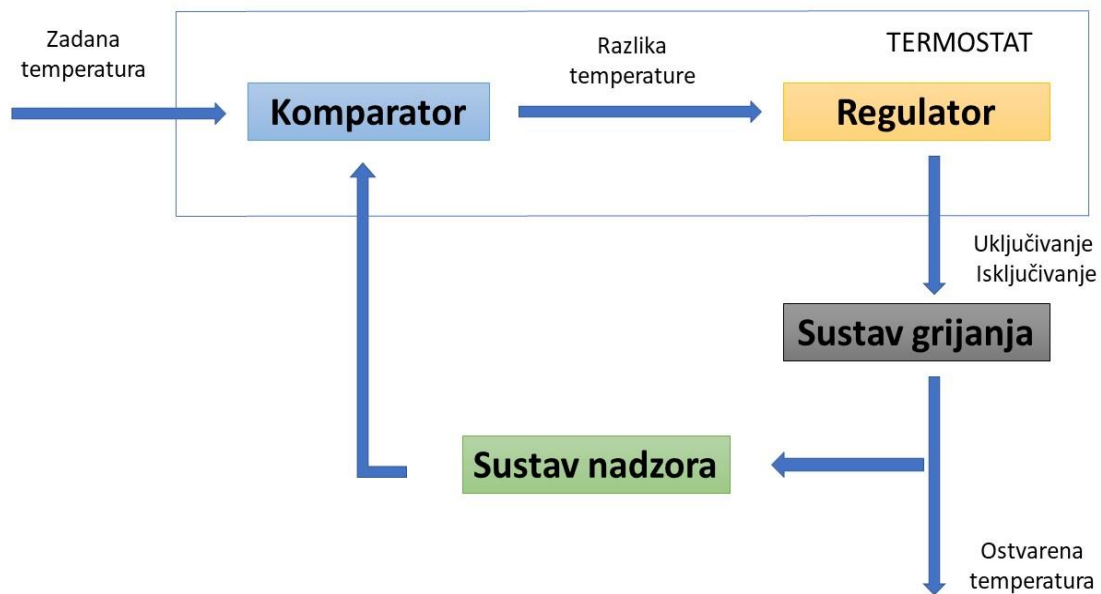 Zadana
temperatura
Razlika
temperature
TERMOSTAT
Komparator
Regulator
Uključivanje
Isključivanje
Sustav grijanja
Sustav nadzora
Ostvarena
temperatura